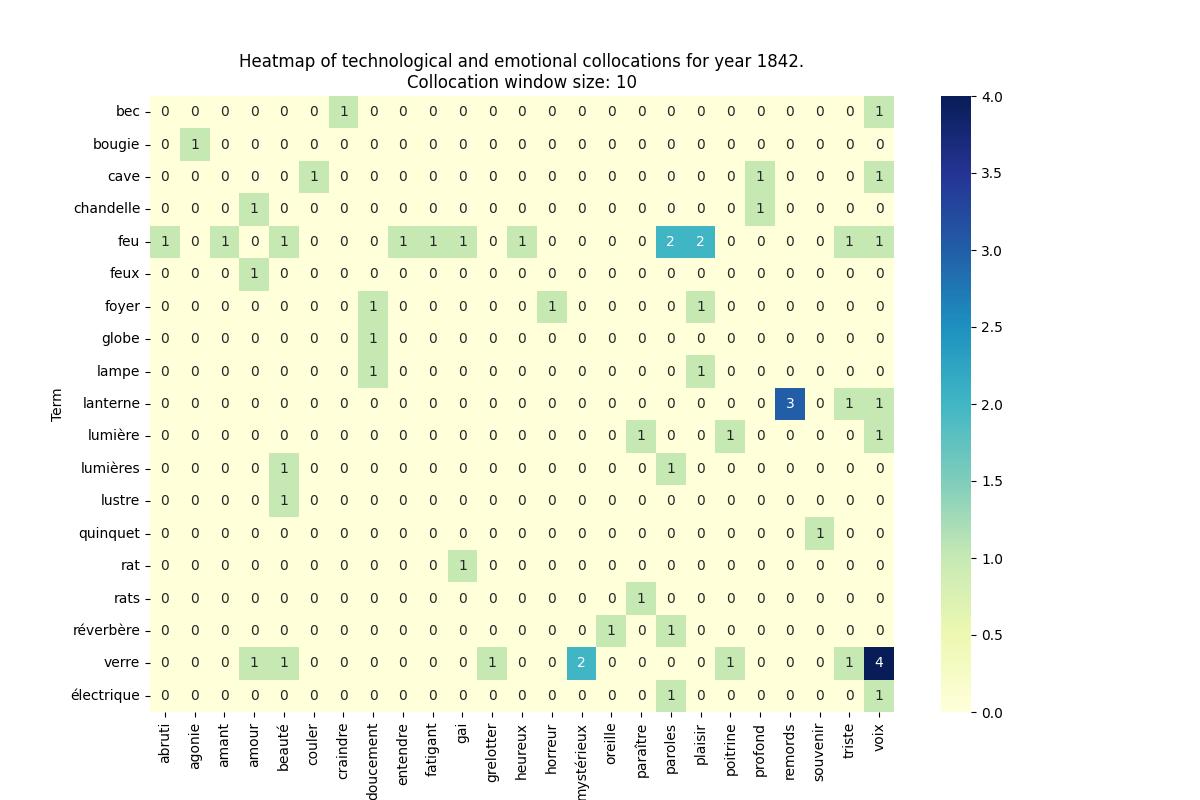 Heatmap of technological and emotional collocations for year 1842.
Collocation window size: 10
Term
bec 0 0 0 0 0 0 1 0 0 0 0 0 0 0 0 0 0 0 0 0 0 0 0 0 1
bougie 0 1 0 0 0 0 0 0 0 0 0 0 0 0 0 0 0 0 0 0 0 0 0 0 0
cave 0 0 0 0 0 1 0 0 0 0 0 0 0 0 0 0 0 0 0 0 1 0 0 0 1
chandelle 0 0 0 1 0 0 0 0 0 0 0 0 0 0 0 0 0 0 0 0 1 0 0 0 0
feu 1 0 1 0 1 0 0 0 1 1 1 0 1 0 0 0 0 2 2 0 0 0 0 1 1
feux 0 0 0 1 0 0 0 0 0 0 0 0 0 0 0 0 0 0 0 0 0 0 0 0 0
foyer 0 0 0 0 0 0 0 1 0 0 0 0 0 1 0 0 0 0 1 0 0 0 0 0 0
globe 0 0 0 0 0 0 0 1 0 0 0 0 0 0 0 0 0 0 0 0 0 0 0 0 0
lampe 0 0 0 0 0 0 0 1 0 0 0 0 0 0 0 0 0 0 1 0 0 0 0 0 0
lanterne 0 0 0 0 0 0 0 0 0 0 0 0 0 0 0 0 0 0 0 0 0 3 0 1 1
lumière 0 0 0 0 0 0 0 0 0 0 0 0 0 0 0 0 1 0 0 1 0 0 0 0 1
lumières 0 0 0 0 1 0 0 0 0 0 0 0 0 0 0 0 0 1 0 0 0 0 0 0 0
lustre 0 0 0 0 1 0 0 0 0 0 0 0 0 0 0 0 0 0 0 0 0 0 0 0 0
quinquet 0 0 0 0 0 0 0 0 0 0 0 0 0 0 0 0 0 0 0 0 0 0 1 0 0
rat 0 0 0 0 0 0 0 0 0 0 1 0 0 0 0 0 0 0 0 0 0 0 0 0 0
rats 0 0 0 0 0 0 0 0 0 0 0 0 0 0 0 0 1 0 0 0 0 0 0 0 0
réverbère 0 0 0 0 0 0 0 0 0 0 0 0 0 0 0 1 0 1 0 0 0 0 0 0 0
verre 0 0 0 1 1 0 0 0 0 0 0 1 0 0 2 0 0 0 0 1 0 0 0 1 4
électrique 0 0 0 0 0 0 0 0 0 0 0 0 0 0 0 0 0 1 0 0 0 0 0 0 1
abruti
agonie
amant
amour
beauté
couler
craindre
doucement
entendre
fatigant
gai
grelotter
heureux
horreur
mystérieux
oreille
paraître
paroles
plaisir
poitrine
profond
remords
souvenir
triste
voix
4.0
3.5
3.0
2.5
2.0
1.5
1.0
0.5
0.0